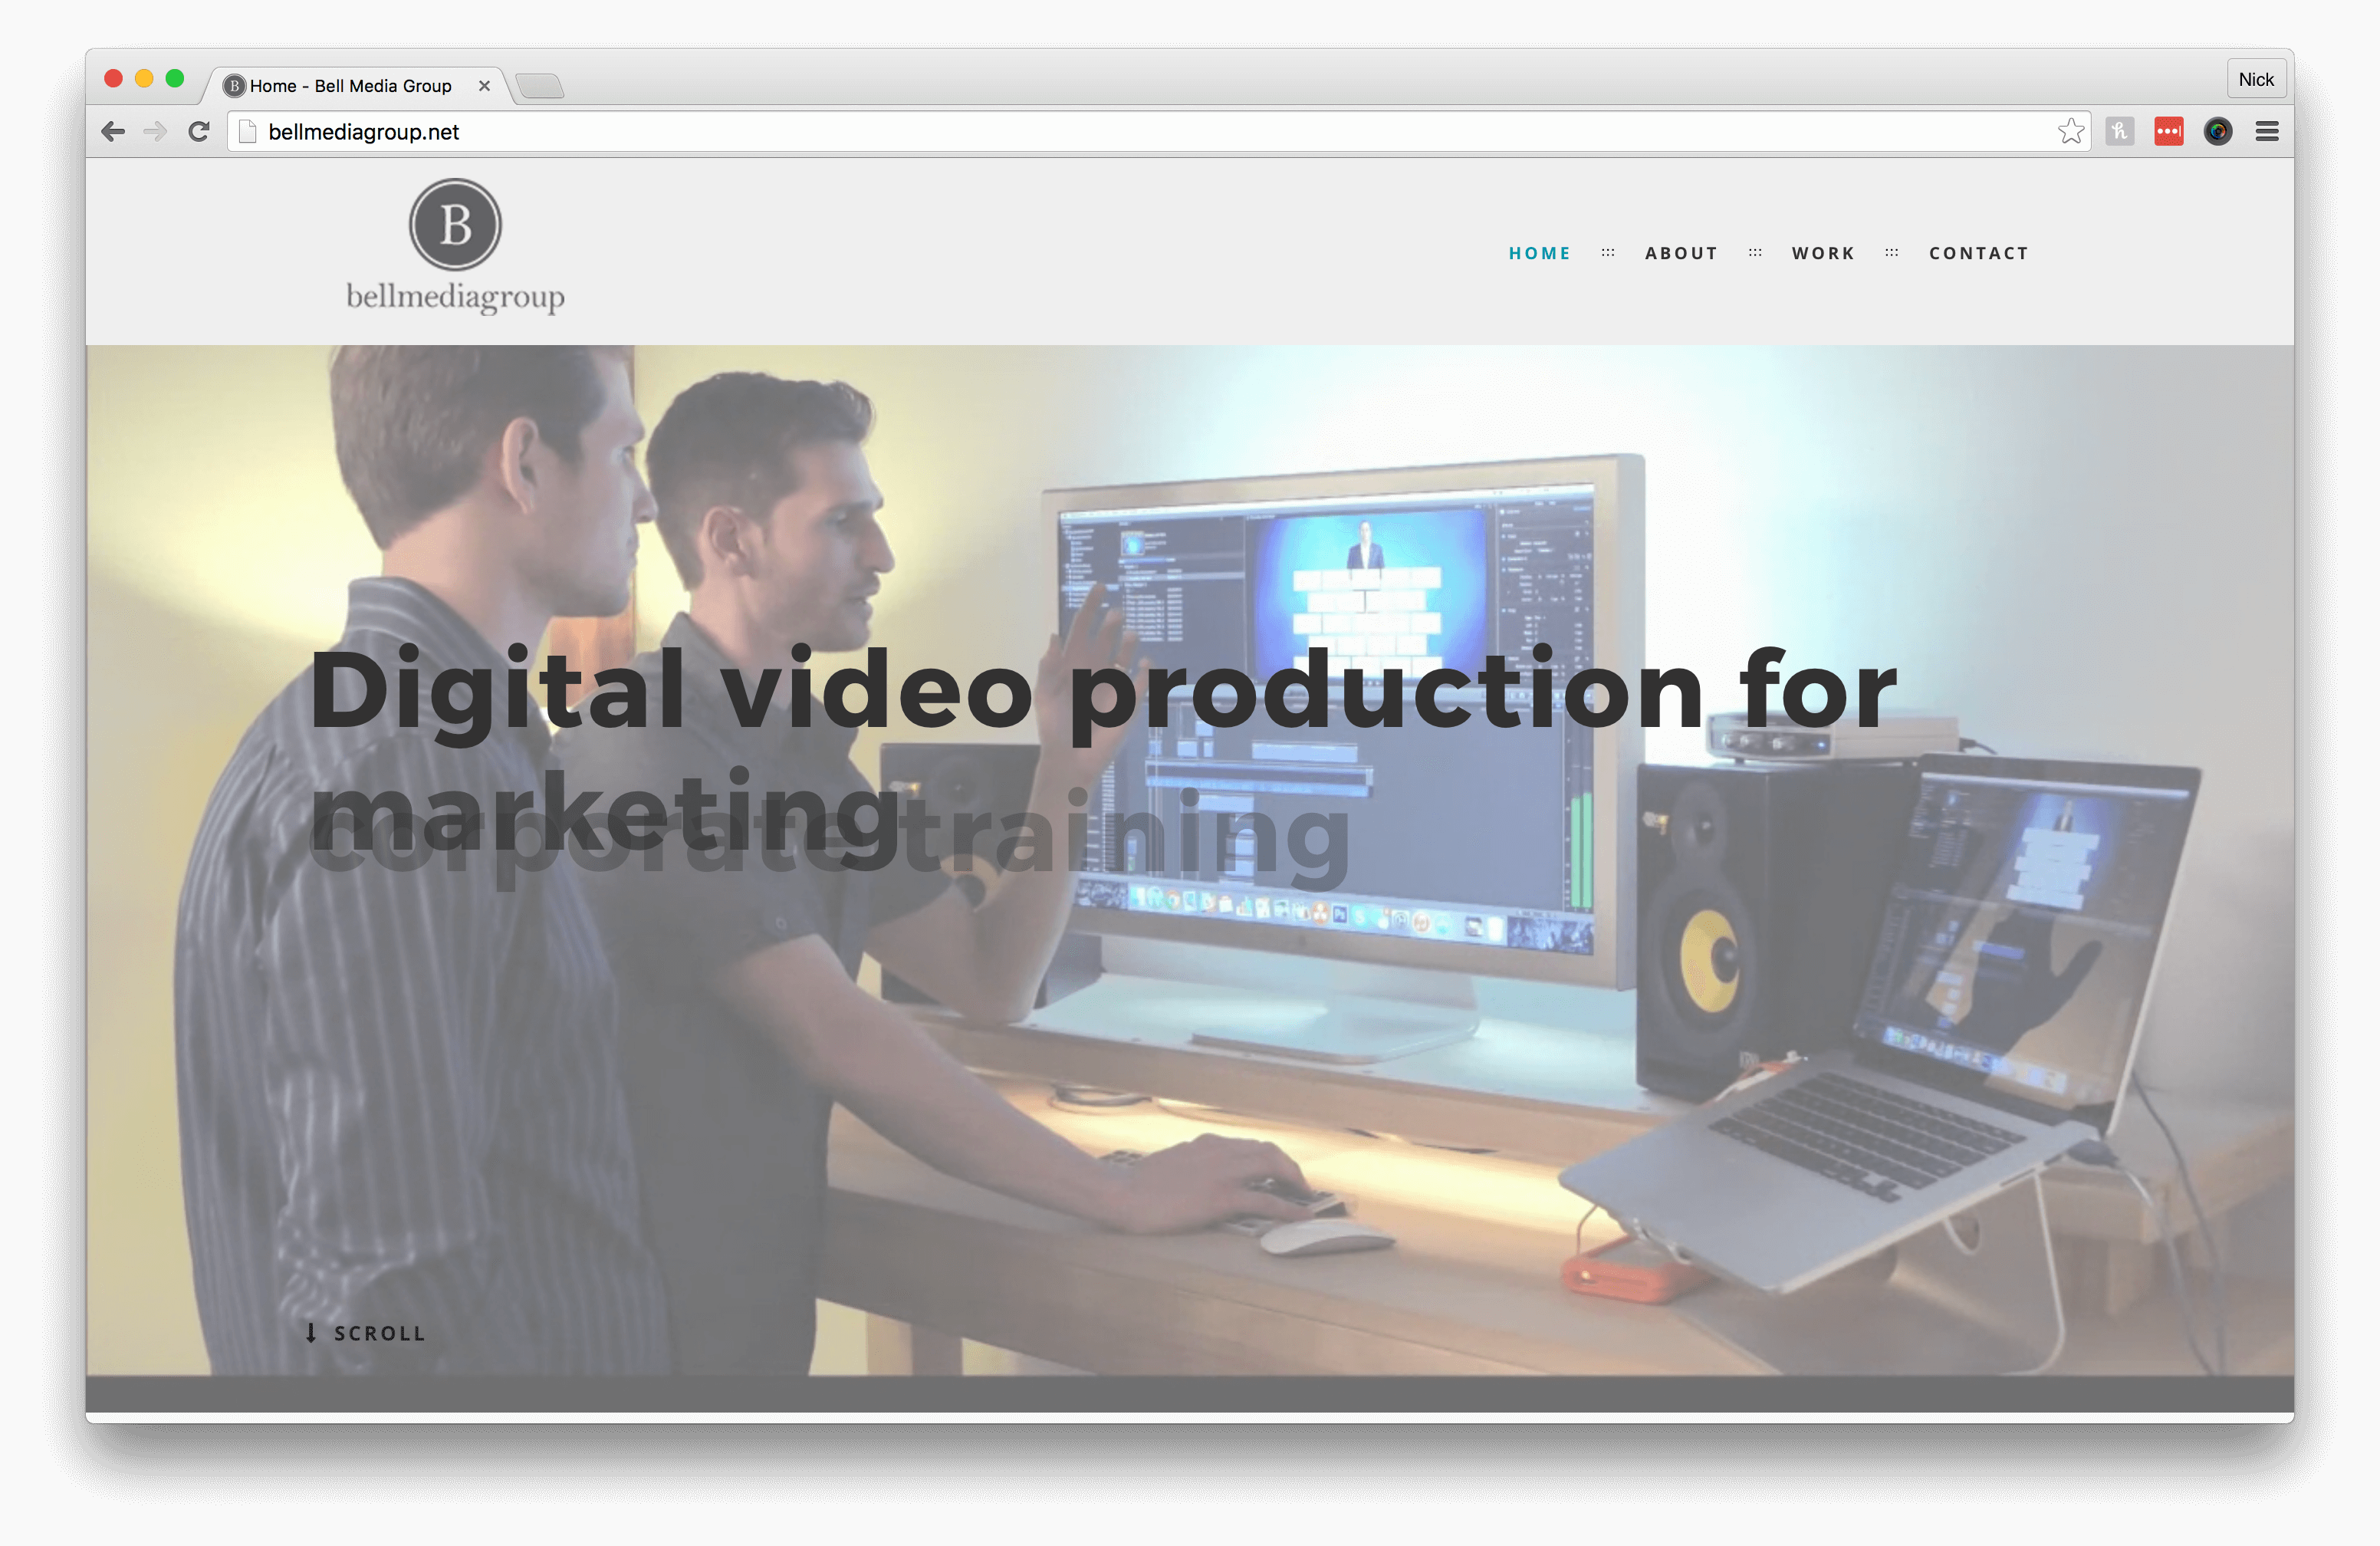 Home - Bell Media Group
Nick
bellmediagroup.net
B
bellmediagroup
HOME ::: ABOUT ::: WORK ::: CONTACT
Digital video production for
marketing
corporate training
SCROLL